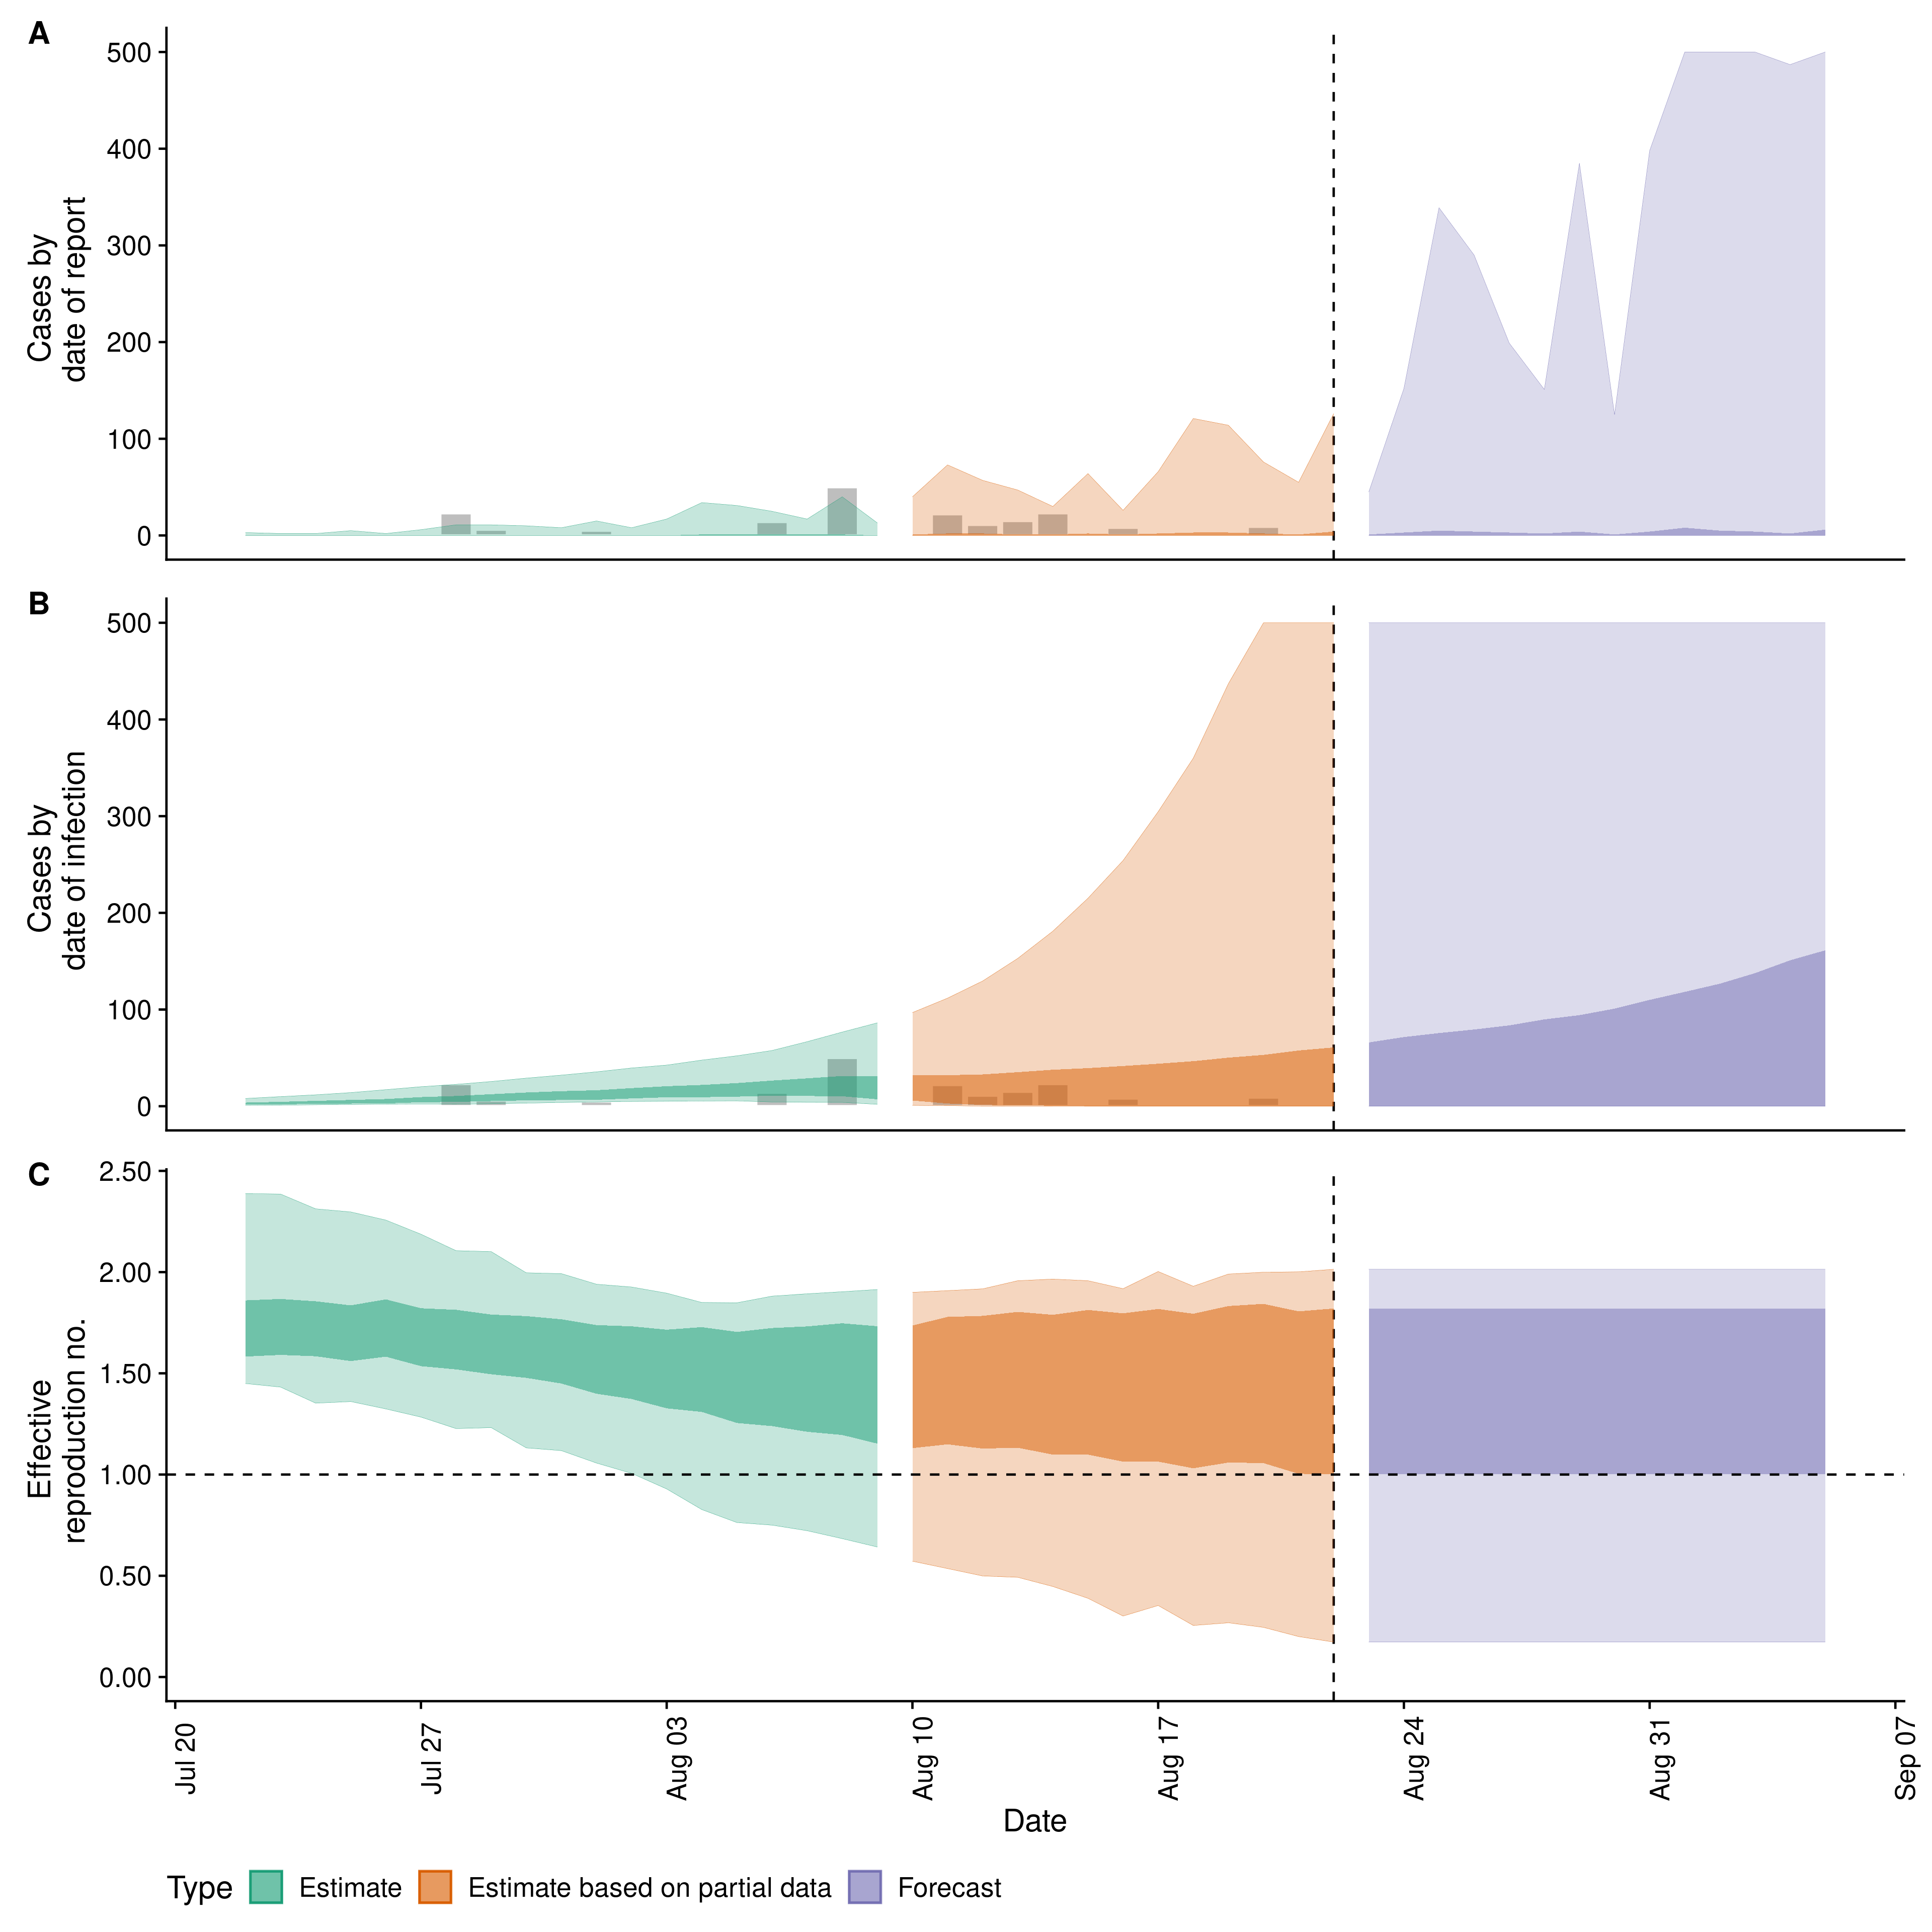 A
500
400
300
200
100
0
Cases by
date of report
B
500
400
300
200
100
0
Cases by
date of infection
C
2.50
2.00
1.50
1.00
0.50
0.00
Effective
reproduction no.
Jul 20
Jul 27
Aug 03
Aug 10
Aug 17
Aug 24
Aug 31
Sep 07
Date
Type Estimate Estimate based on partial data Forecast